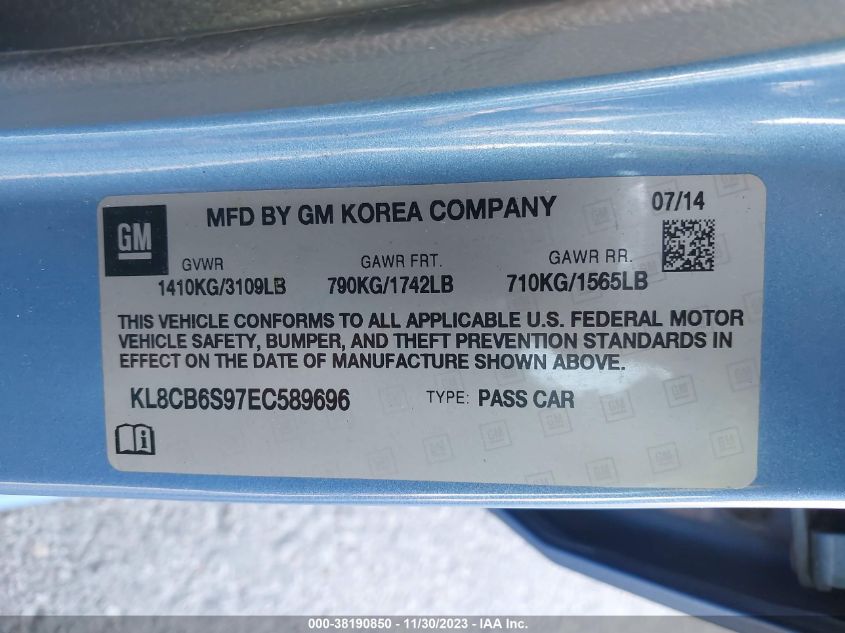 GM
MFD BY GM KOREA COMPANY
07/14
GVWR
GAWR FRT.
GAWR RR.
1410KG/3109LB
790KG/1742LB
710KG/1565LB
THIS VEHICLE CONFORMS TO ALL APPLICABLE U.S. FEDERAL MOTOR
VEHICLE SAFETY, BUMPER, AND THEFT PREVENTION STANDARDS IN
EFFECT ON THE DATE OF MANUFACTURE SHOWN ABOVE.
KL8CB6S97EC589696
TYPE: PASS CAR
000-38190850 / 11/30/2023 - IAA Inc.